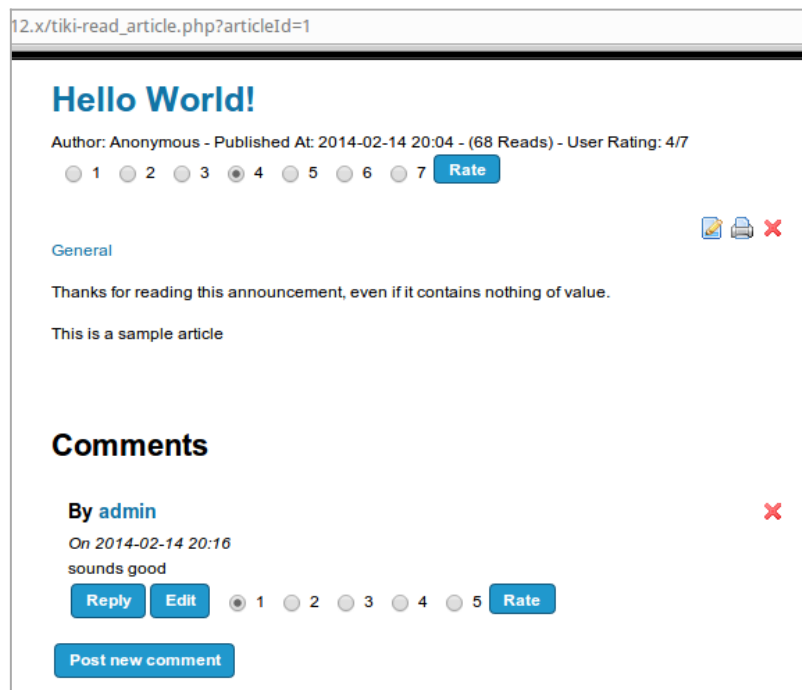 12.x/tiki-read_article.php?articleId=1
Hello World!
Author: Anonymous - Published At: 2014-02-14 20:04 - (68 Reads) - User Rating: 4/7
1 2 3 4 5 6 7 Rate
General
Thanks for reading this announcement, even if it contains nothing of value.
This is a sample article
Comments
By admin
On 2014-02-14 20:16
sounds good
Reply Edit 1 2 3 4 5 Rate
Post new comment